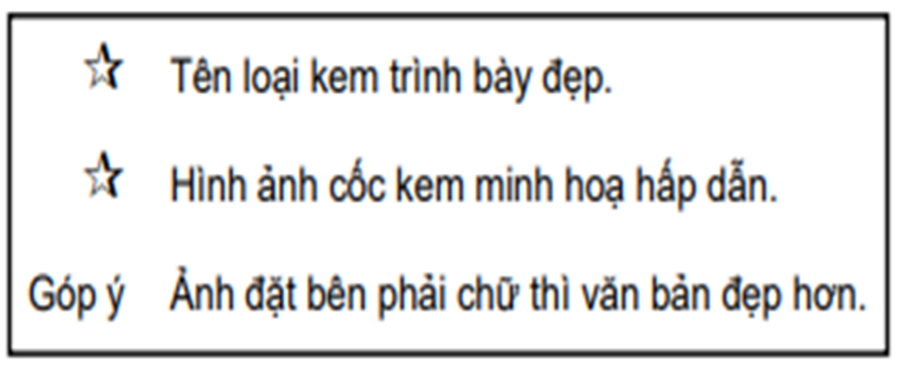 ☆ Tên loại kem trình bày đẹp.
☆ Hình ảnh cốc kem minh hoạ hấp dẫn.
Góp ý Ảnh đặt bên phải chữ thì văn bản đẹp hơn.